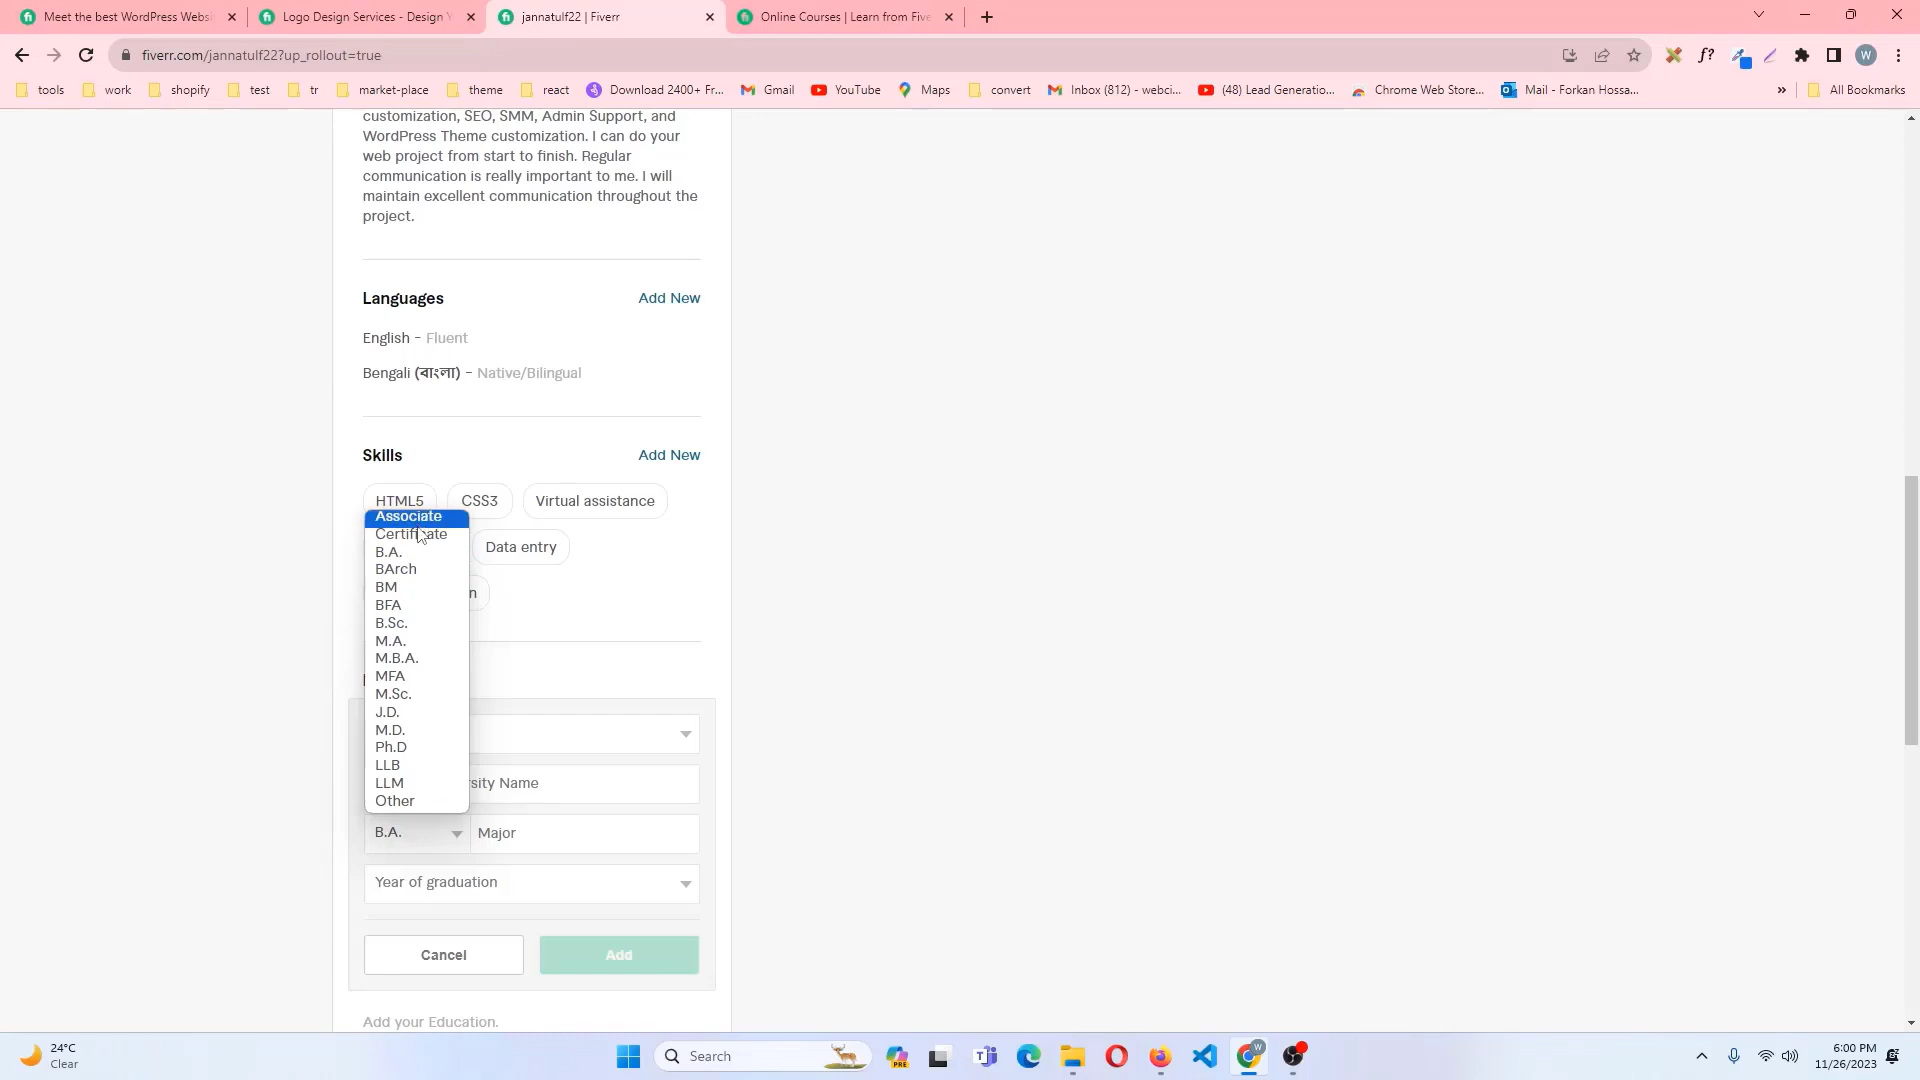 Meet the best WordPress Websi
Logo Design Services - Design Y
jannatulf22 | Fiverr
Online Courses | Learn from Five
fiverr.com/jannatulf22?up_rollout=true
f?
W
tools
work
shopify
test
tr
market-place
theme
react
Download 2400+ Fr...
Gmail
YouTube
Maps
convert
Inbox (812) - webci...
(48) Lead Generatio...
Chrome Web Store...
Mail - Forkan Hossa...
»
All Bookmarks
customization, SEO, SMM, Admin Support, and
WordPress Theme customization. I can do your
web project from start to finish. Regular
communication is really important to me. I will
maintain excellent communication throughout the
project.
Languages
Add New
English - Fluent
Bengali (বাংলা) - Native/Bilingual
Skills
Add New
HTML5
CSS3
Virtual assistance
Data entry
n
Associate
Certificate
B.A.
BArch
BM
BFA
B.Sc.
M.A.
M.B.A.
MFA
M.Sc.
J.D.
M.D.
Ph.D
LLB
LLM
Other
rsity Name
B.A.
Major
Year of graduation
Cancel
Add
Add your Education.
24°C
Clear
Search
PRE
W
6:00 PM
11/26/2023